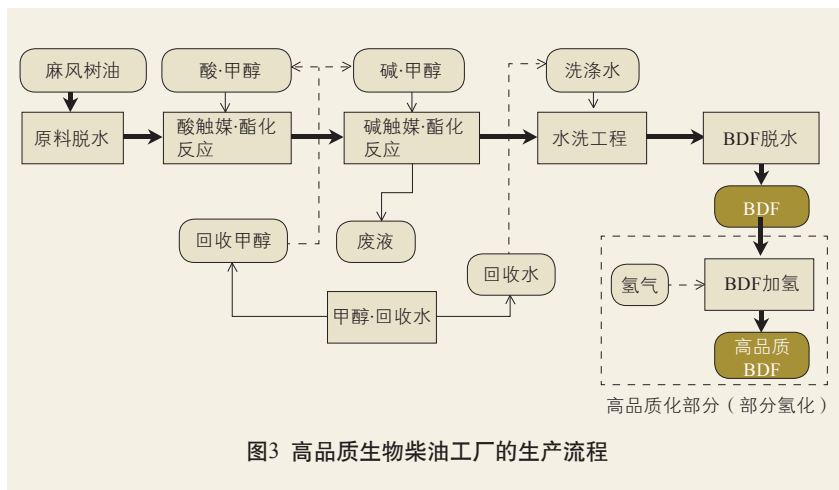 麻风树油
酸·甲醇
碱·甲醇
洗涤水
原料脱水
酸触媒·酯化
反应
碱触媒·酯化
反应
水洗工程
BDF脱水
BDF
回收甲醇
废液
回收水
氢气
BDF加氢
甲醇·回收水
高品质
BDF
高品质化部分（部分氢化）
图3 高品质生物柴油工厂的生产流程